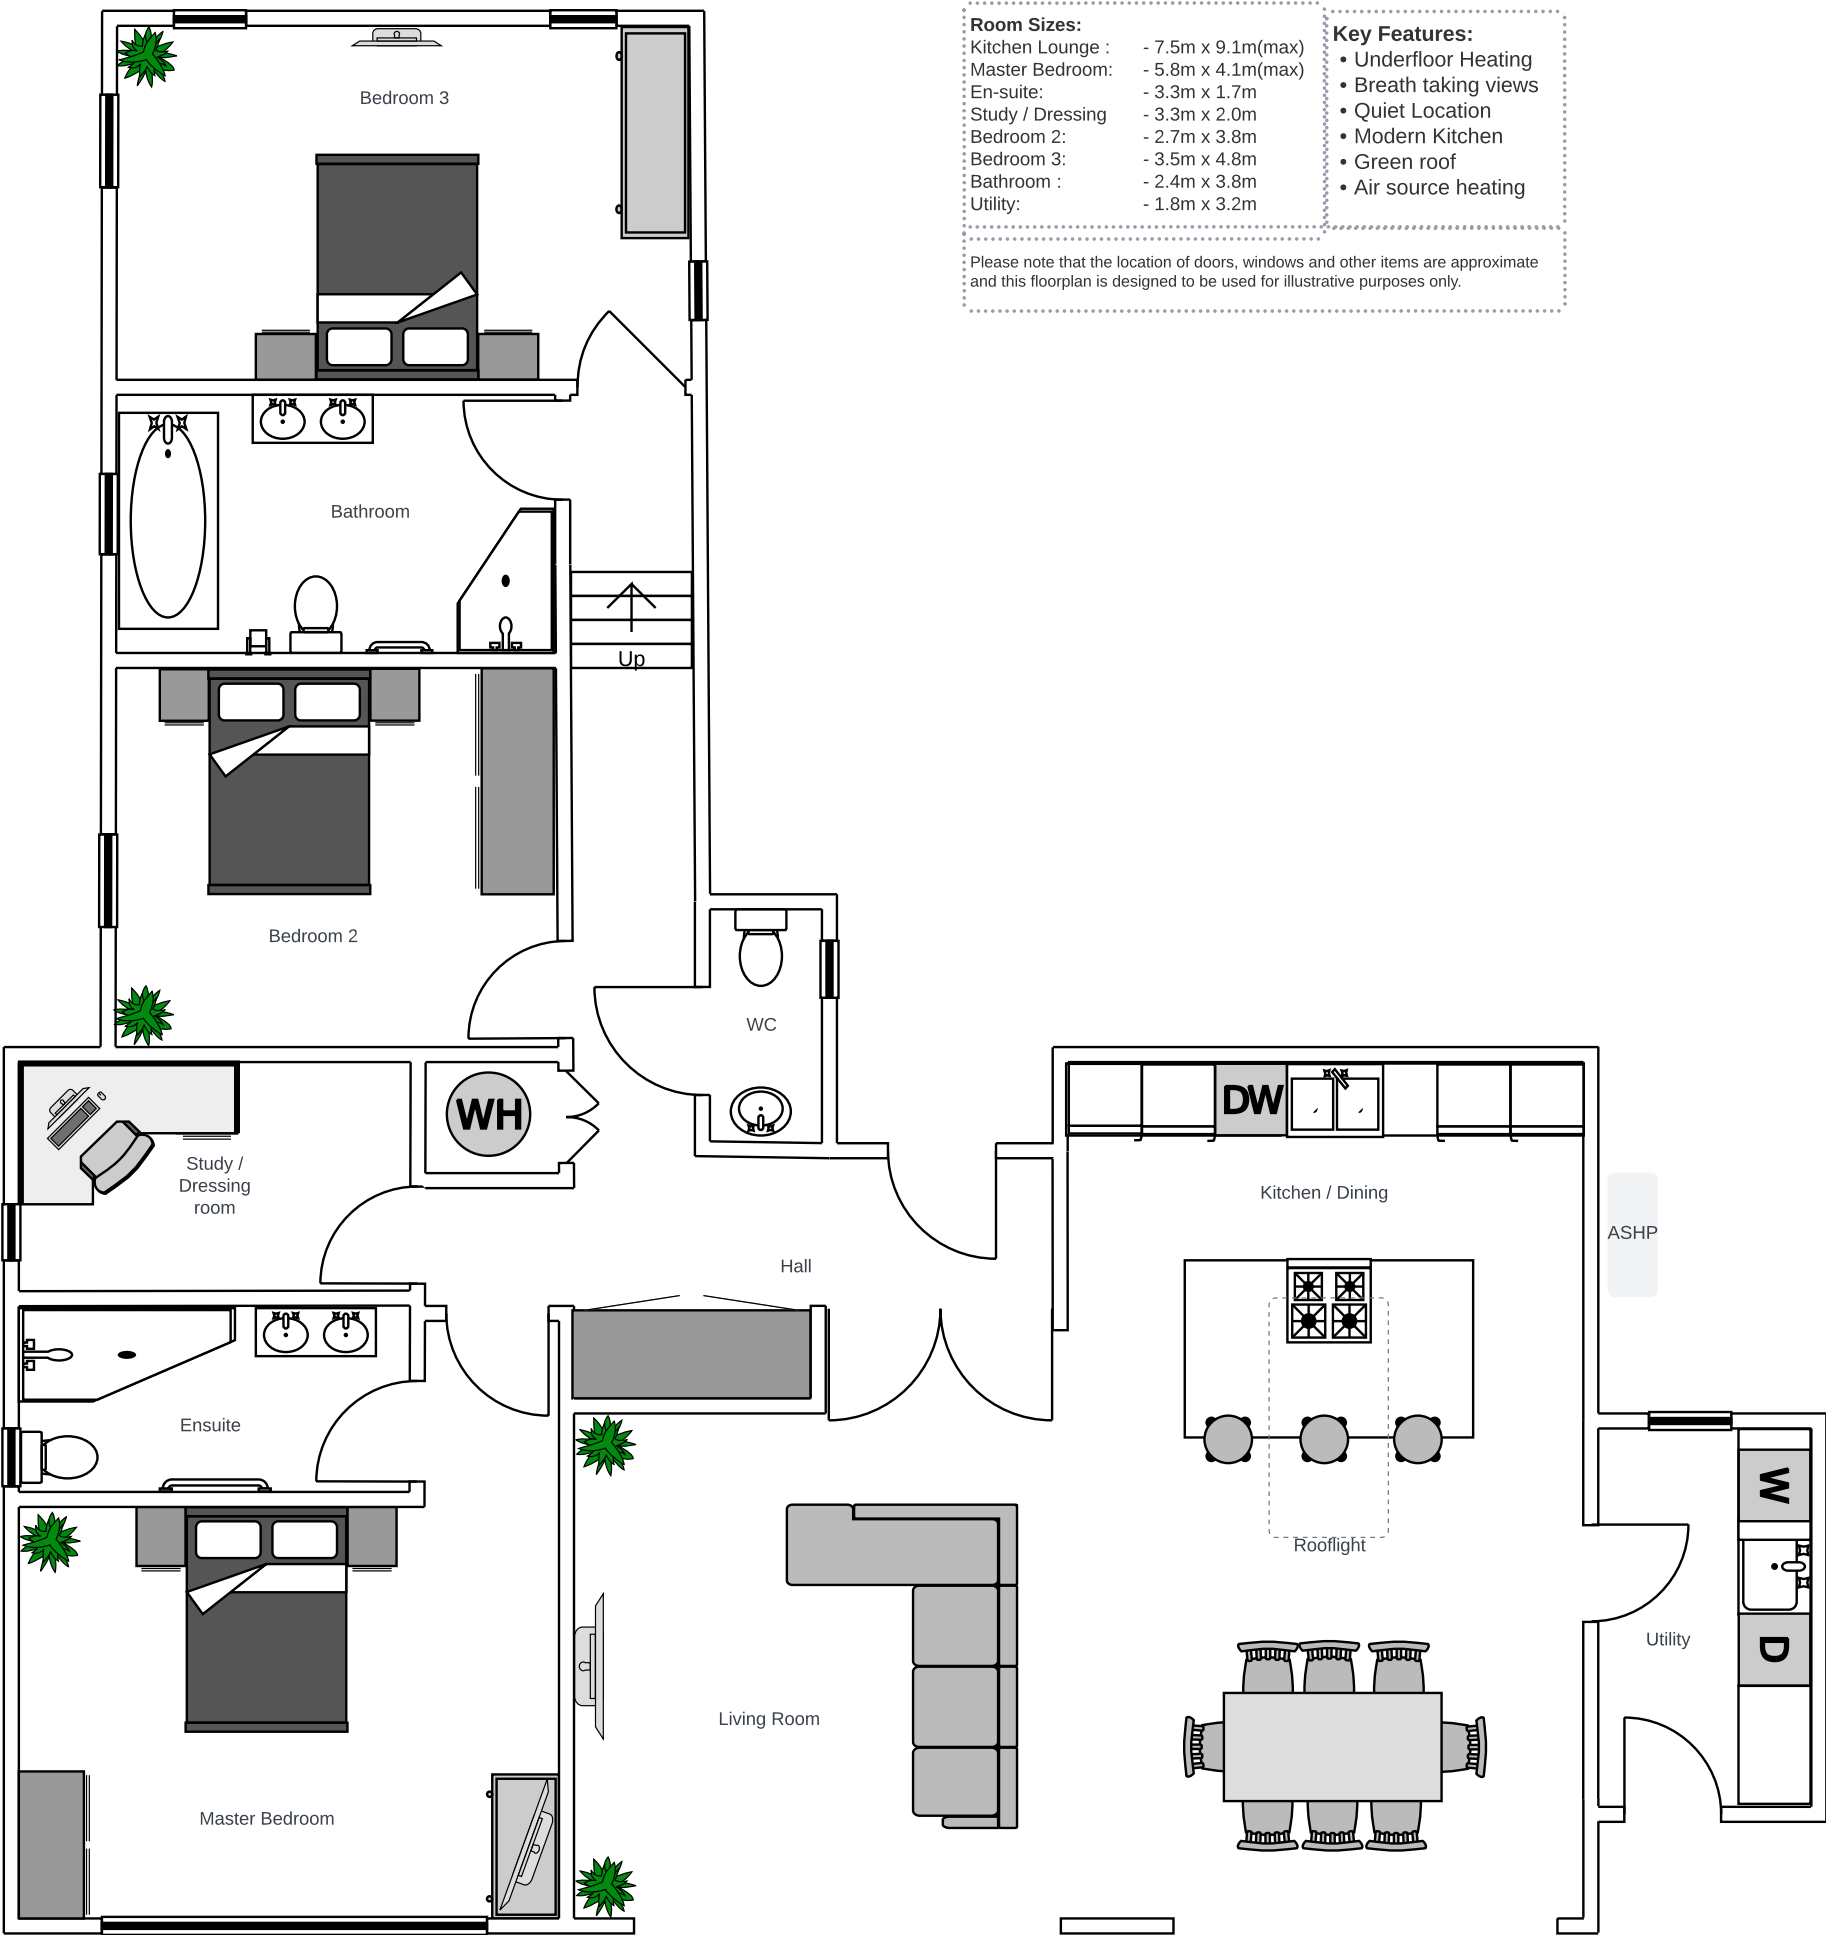 Room Sizes:
Kitchen Lounge : - 7.5m x 9.1m(max)
Master Bedroom: - 5.8m x 4.1m(max)
En-suite: - 3.3m x 1.7m
Study / Dressing - 3.3m x 2.0m
Bedroom 2: - 2.7m x 3.8m
Bedroom 3: - 3.5m x 4.8m
Bathroom : - 2.4m x 3.8m
Utility: - 1.8m x 3.2m
Key Features:
• Underfloor Heating
• Breath taking views
• Quiet Location
• Modern Kitchen
• Green roof
• Air source heating
Please note that the location of doors, windows and other items are approximate
and this floorplan is designed to be used for illustrative purposes only.
Bedroom 3
Bathroom
Up
Bedroom 2
WC
WH
DW
Study /
Dressing
room
Kitchen / Dining
ASHP
Hall
Ensuite
W
Rooflight
Utility
D
Living Room
Master Bedroom